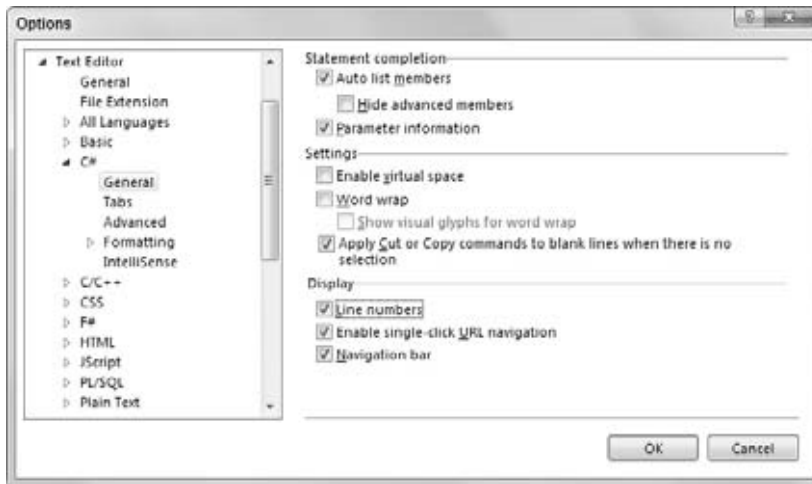 Options
Text Editor
General
File Extension
All Languages
Basic
C#
General
Tabs
Advanced
Formatting
IntelliSense
C/C++
CSS
F#
HTML
JScript
PL/SQL
Plain Text
Statement completion
Auto list members
Hide advanced members
Parameter information
Settings
Enable virtual space
Word wrap
Show visual glyphs for word wrap
Apply Cut or Copy commands to blank lines when there is no
selection
Display
Line numbers
Enable single-click URL navigation
Navigation bar
OK
Cancel